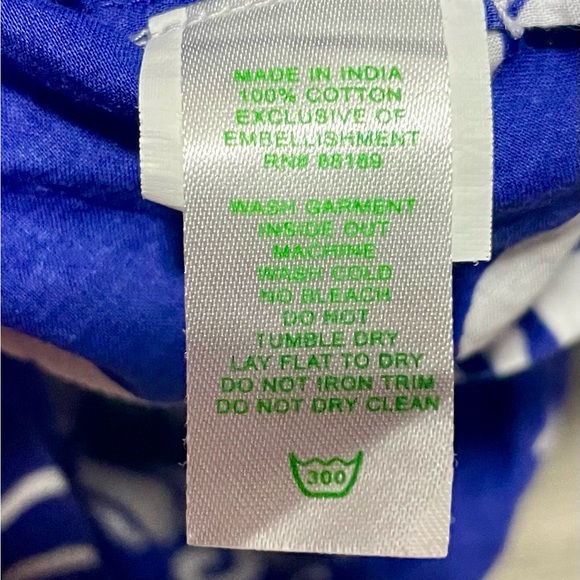 MADE IN INDIA
100% COTTON
EXCLUSIVE OF
EMBELLISHMENT
RN# 88189
WASH GARMENT
INSIDE OUT
MACHINE
WASH COLD
NO BLEACH
DO NOT
TUMBLE DRY
LAY FLAT TO DRY
DO NOT IRON TRIM
DO NOT DRY CLEAN
300